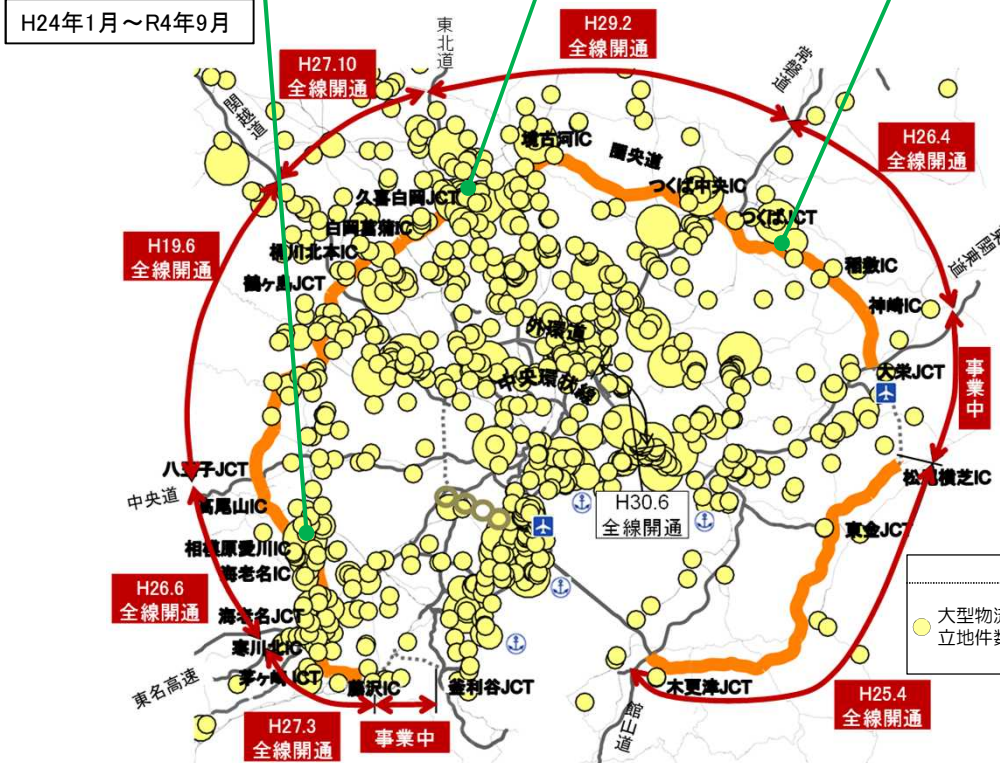 H24年1月～R4年9月
東北道
H29.2
全線開通
H27.10
全線開通
常磐道
関越道
H26.4
全線開通
境古河IC
圏央道
つくば中央IC
久喜白岡JCT
白岡菖蒲IC
桶川北本IC
つくばJCT
H19.6
全線開通
稲敷IC
鶴ヶ島JCT
神崎IC
東関東道
外環道
中央環状線
大栄JCT
事業中
八王子JCT
中央道
高尾山IC
松尾横芝IC
H30.6
全線開通
東金JCT
相模原愛川IC
海老名IC
H26.6
全線開通
大型物流
立地件数
海老名JCT
寒川北IC
東名高速
茅ヶ崎JCT
藤沢IC
釜利谷JCT
木更津JCT
館山道
H25.4
全線開通
H27.3
全線開通
事業中